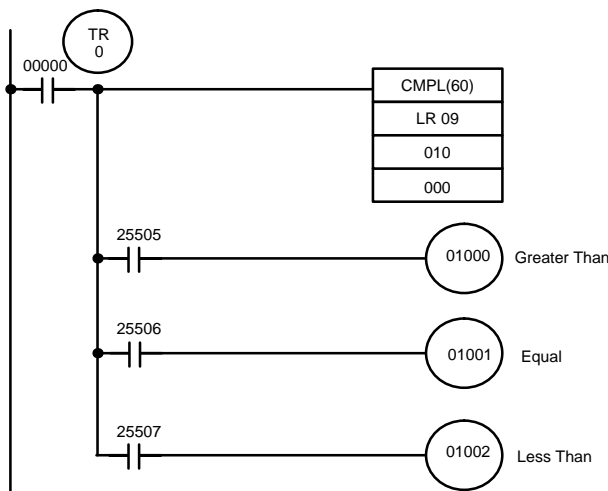 TR
0
00000
CMPL(60)
LR 09
010
000
25505
01000 Greater Than
25506
01001 Equal
25507
01002 Less Than